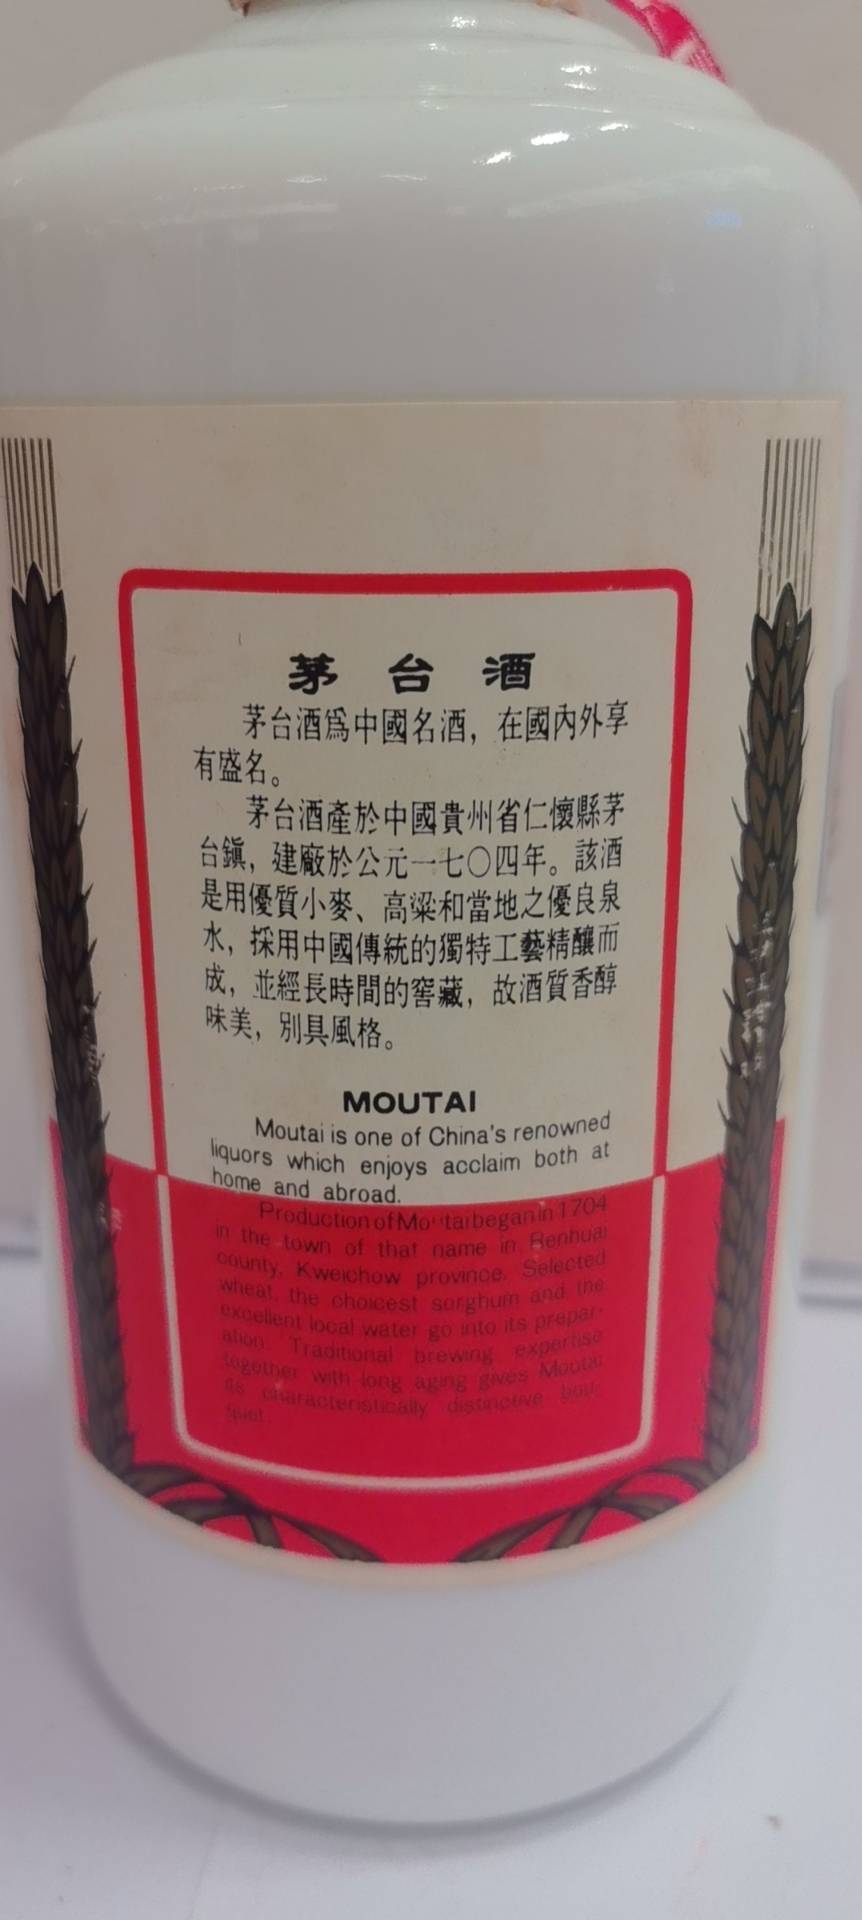 茅台酒
茅台酒爲中國名酒，在國內外享
有盛名。
茅台酒產於中國貴州省仁懷縣茅
台鎭，建廠於公元一七〇四年。該酒
是用優質小麥、高粱和當地之優良泉
水，採用中國傳統的獨特工藝精釀而
成，並經長時間的窖藏，故酒質香醇
味美，別具風格。
MOUTAI
Moutai is one of China's renowned
liquors which enjoys acclaim both at
home and abroad.
Production of Moutai began in 1704
in the town of that name in Renhuai
county, Kweichow province. Selected
wheat, the choicest sorghum and the
excellent local water go into its prepar-
ation. Traditional brewing expertise
together with long aging gives Moutai
its characteristically distinctive bou-
quet.